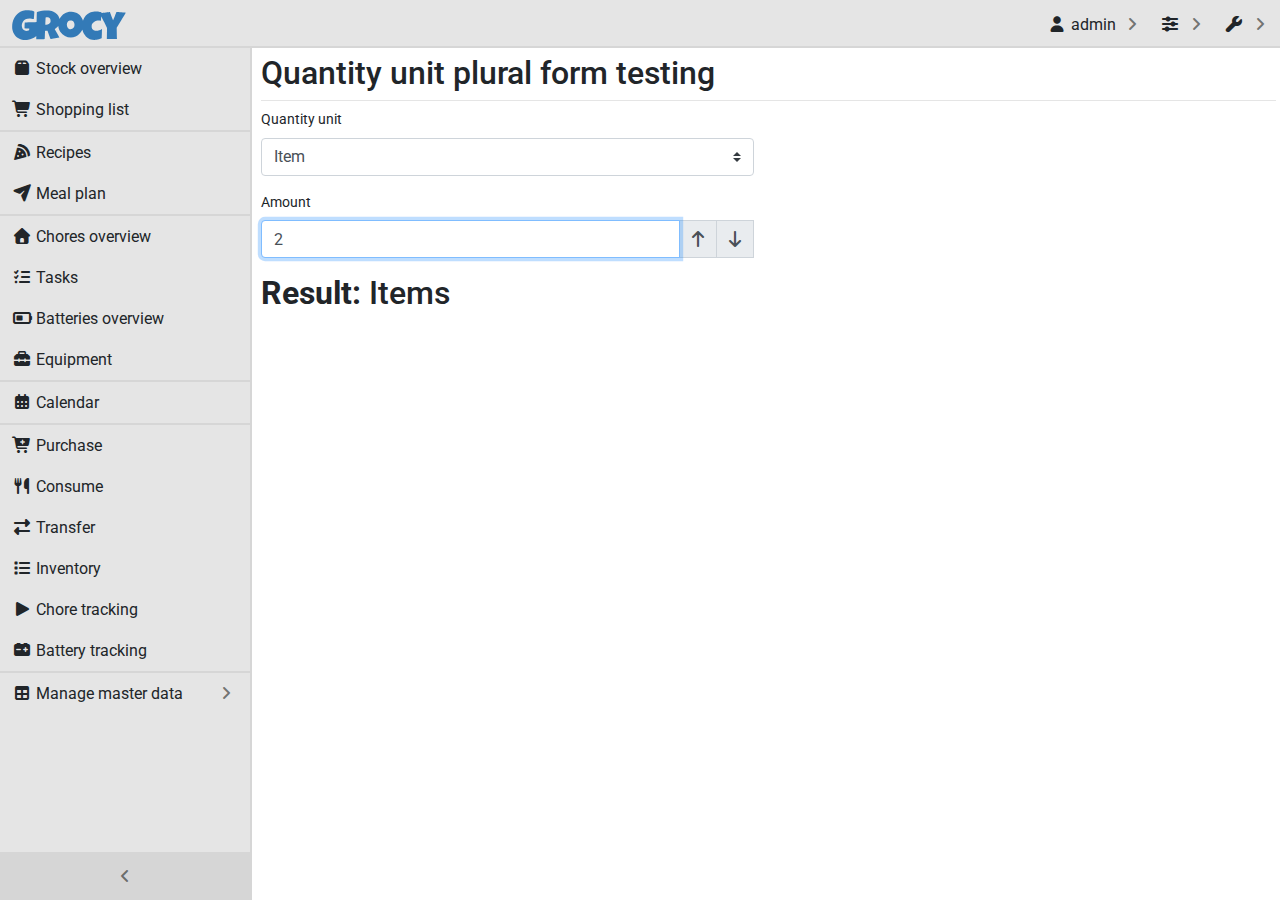 GROCY
admin
Stock overview
Shopping list
Recipes
Meal plan
Chores overview
Tasks
Batteries overview
Equipment
Calendar
Purchase
Consume
Transfer
Inventory
Chore tracking
Battery tracking
Manage master data
Quantity unit plural form testing
Quantity unit
Item
Amount
2
Result: Items